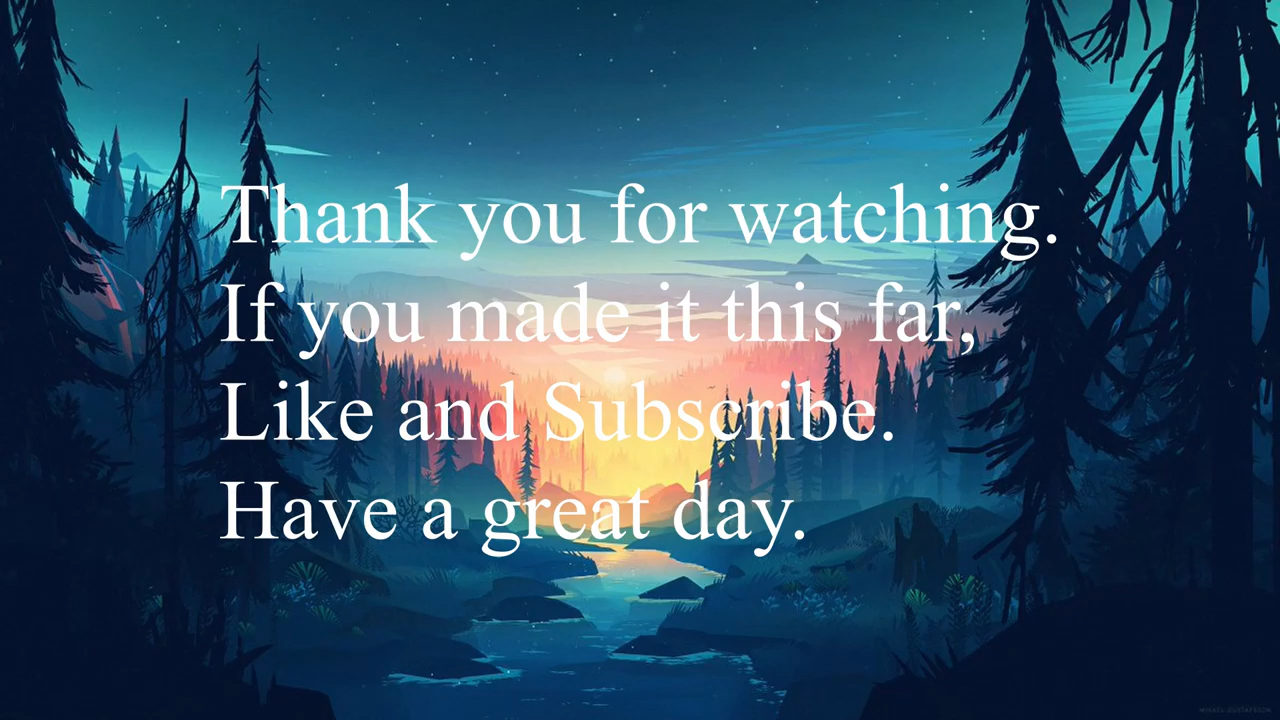 Thank you for watching.
If you made it this far,
Like and Subscribe.
Have a great day.